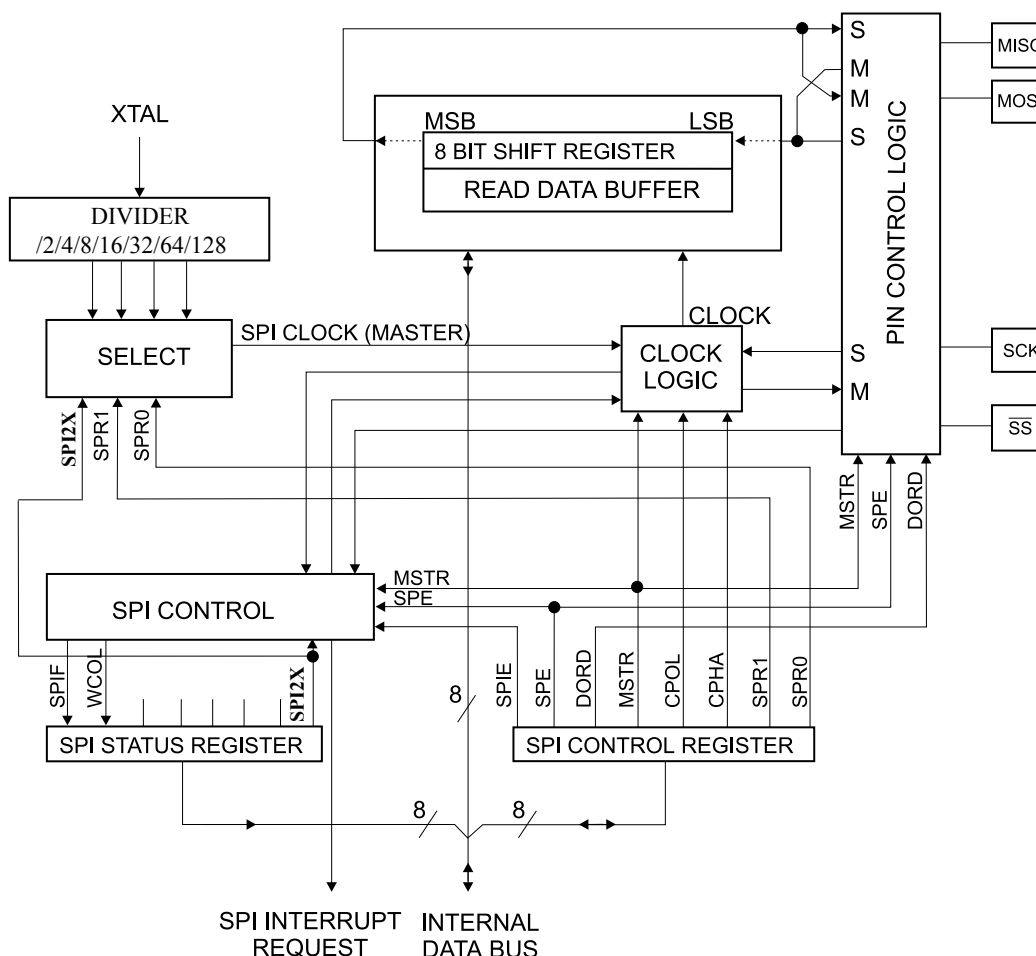 S
MISO
M
M
MOSI
XTAL
MSB
LSB
S
8 BIT SHIFT REGISTER
READ DATA BUFFER
DIVIDER
/2/4/8/16/32/64/128
PIN CONTROL LOGIC
SPI CLOCK (MASTER)
CLOCK
SELECT
CLOCK
LOGIC
S
SCK
M
SPI2X
SPR1
SPR0
SS
MSTR
SPE
DORD
MSTR
SPE
SPI CONTROL
SPIF
WCOL
SPI2X
8
SPIE
SPE
DORD
MSTR
CPOL
CPHA
SPR1
SPR0
SPI STATUS REGISTER
SPI CONTROL REGISTER
8
8
SPI INTERRUPT
REQUEST
INTERNAL
DATA BUS